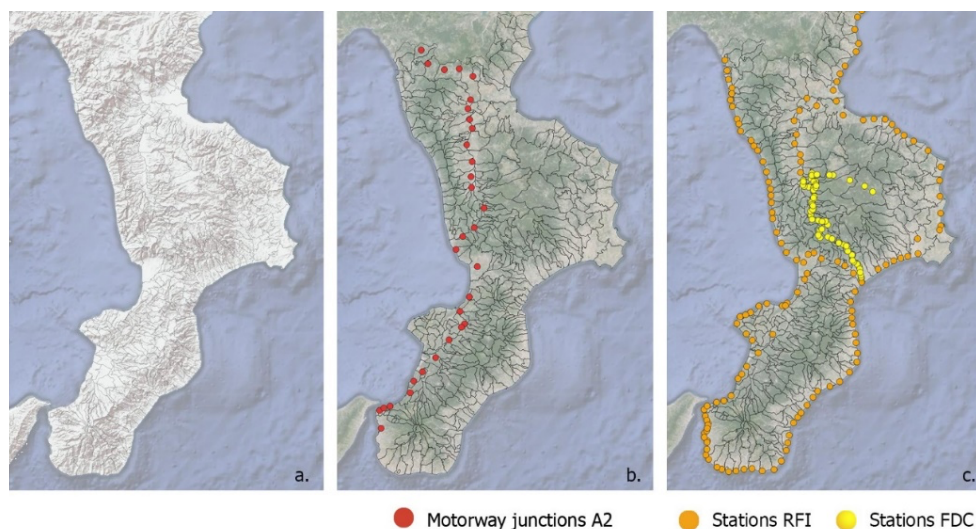 a.
b.
c.
Motorway junctions A2
Stations RFI
Stations FDC